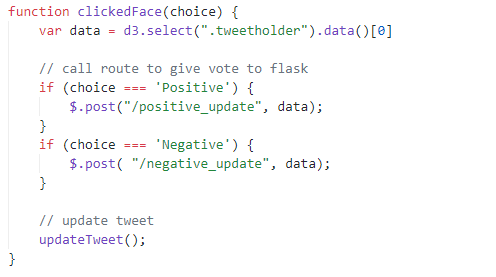 function clickedFace(choice) {
    var data = d3.select(".tweetholder").data()[0]

    // call route to give vote to flask
    if (choice === 'Positive') {
        $.post("/positive_update", data);
    }
    if (choice === 'Negative') {
        $.post( "/negative_update", data);
    }

    // update tweet
    updateTweet();
}